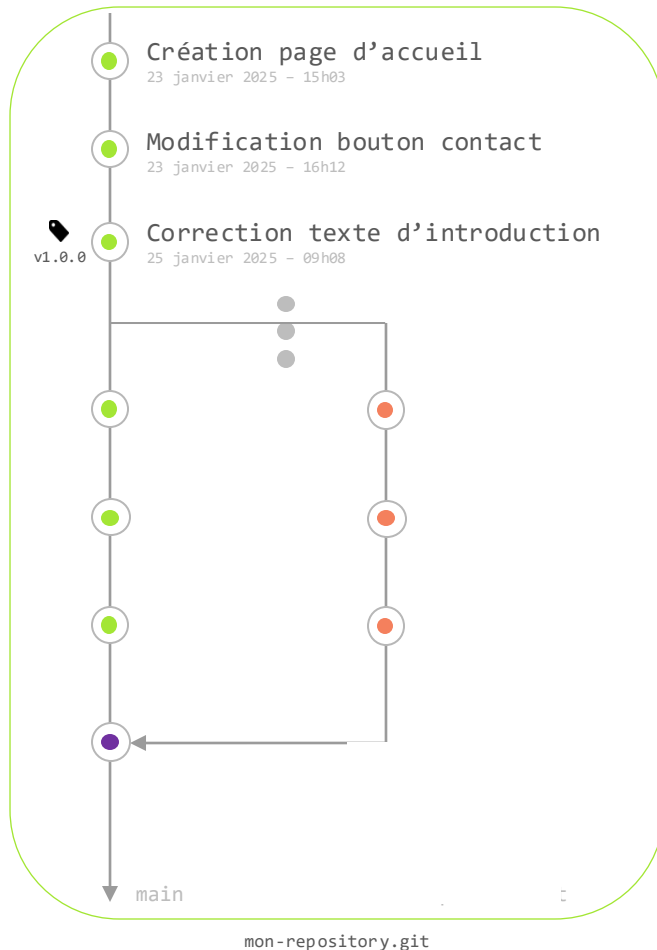 Création page d’accueil
23 janvier 2025 – 15h03
Modification bouton contact
23 janvier 2025 – 16h12
Correction texte d’introduction
v1.0.0
25 janvier 2025 – 09h08
main
mon-repository.git